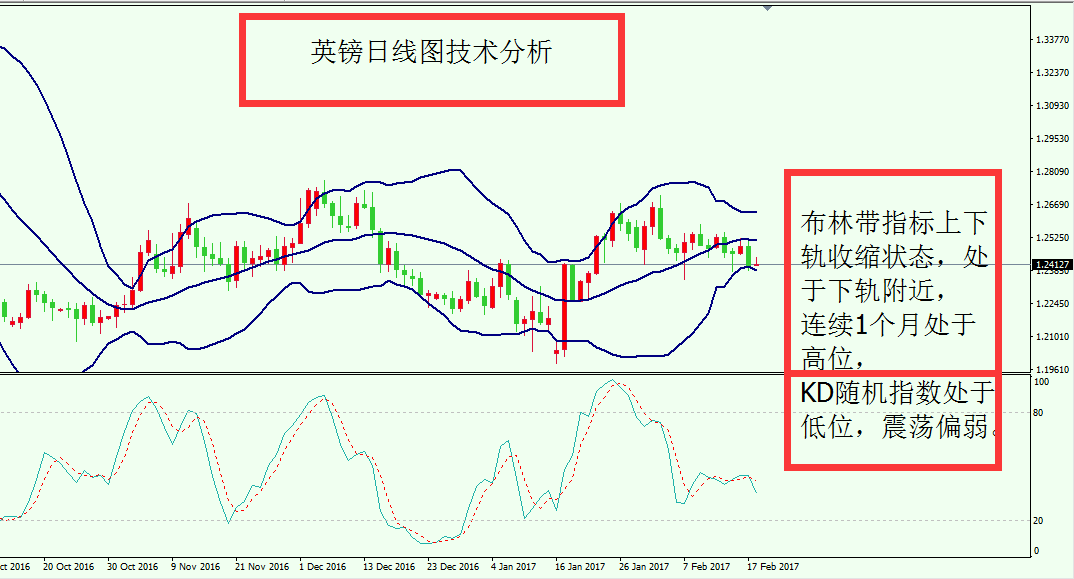 英镑日线图技术分析
1.33770
1.32370
1.30930
1.29530
1.28090
1.26690
1.25250
1.24127
1.22450
1.21010
1.19610
布林带指标上下
轨收缩状态，处
于下轨附近，
连续1个月处于
高位，
KD随机指数处于
低位，震荡偏弱。
100
80
20
0
ct 2016
20 Oct 2016
30 Oct 2016
9 Nov 2016
21 Nov 2016
1 Dec 2016
13 Dec 2016
23 Dec 2016
4 Jan 2017
16 Jan 2017
26 Jan 2017
7 Feb 2017
17 Feb 2017